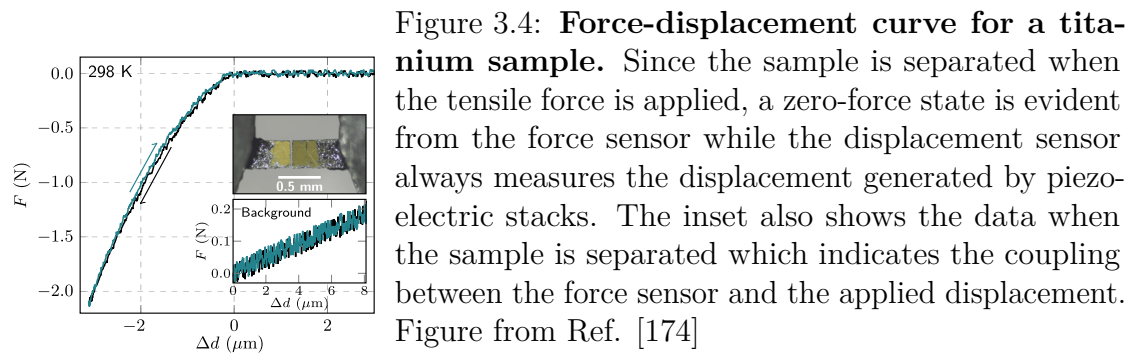 298 K
0.0
−0.5
−1.0
−1.5
−2.0
F (N)
−2
0
2
Δd (μm)
0.5 mm
Background
0.2
0.1
0.0
F (N)
0
2
4
6
8
Δd (μm)
Figure 3.4: Force-displacement curve for a tita-
nium sample. Since the sample is separated when
the tensile force is applied, a zero-force state is evident
from the force sensor while the displacement sensor
always measures the displacement generated by piezo-
electric stacks. The inset also shows the data when
the sample is separated which indicates the coupling
between the force sensor and the applied displacement.
Figure from Ref. [174]